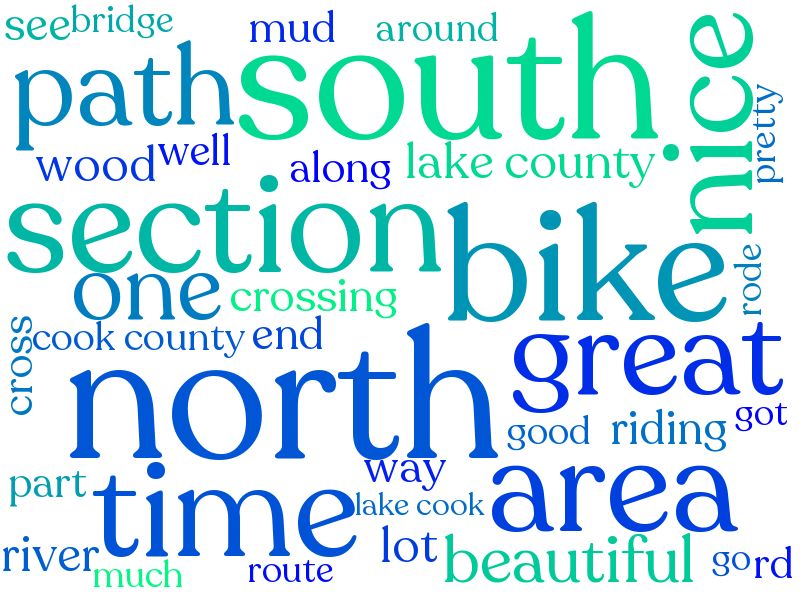 see
bridge
mud
around
path
south
nice
pretty
wood
well
along
lake county
section
bike
one
crossing
rode
cross
cook county
end
north
great
got
good
riding
way
part
time
lake cook
area
river
much
route
lot
beautiful
go
rd